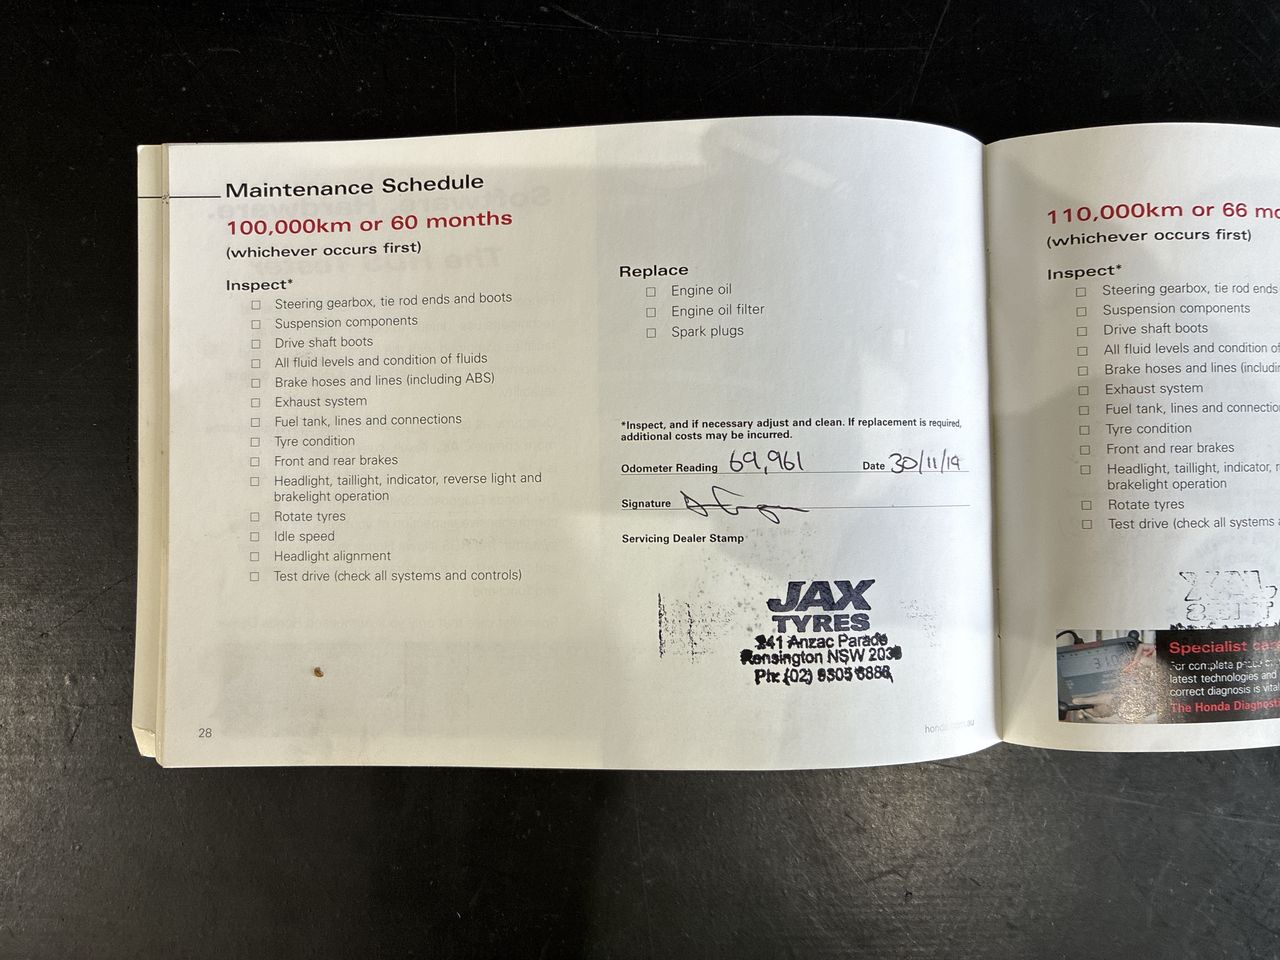 Maintenance Schedule
100,000km or 60 months
(whichever occurs first)
Inspect*
Steering gearbox, tie rod ends and boots
Suspension components
Drive shaft boots
All fluid levels and condition of fluids
Brake hoses and lines (including ABS)
Exhaust system
Fuel tank, lines and connections
Tyre condition
Front and rear brakes
Headlight, taillight, indicator, reverse light and
brakelight operation
Rotate tyres
Idle speed
Headlight alignment
Test drive (check all systems and controls)
28
Replace
Engine oil
Engine oil filter
Spark plugs
*Inspect, and if necessary adjust and clean. If replacement is required,
additional costs may be incurred.
Odometer Reading 69,961 Date 30/11/19
Signature
Servicing Dealer Stamp
JAX
TYRES
241 Anzac Parade
Kensington NSW 2033
Ph: (02)
110,000km or 66
(whichever occurs first)
Inspect*
Steering gearbox, tie rod ends
Suspension components
Drive shaft boots
All fluid levels and condition of
Brake hoses and lines
Exhaust system
Fuel tank, lines and
Tyre condition
Front and rear brakes
Headlight, taillight, indicator,
brakelight operation
Rotate tyres
Test drive (check all systems
Specialist
For complete
latest technologies and
correct diagnosis is
The Honda